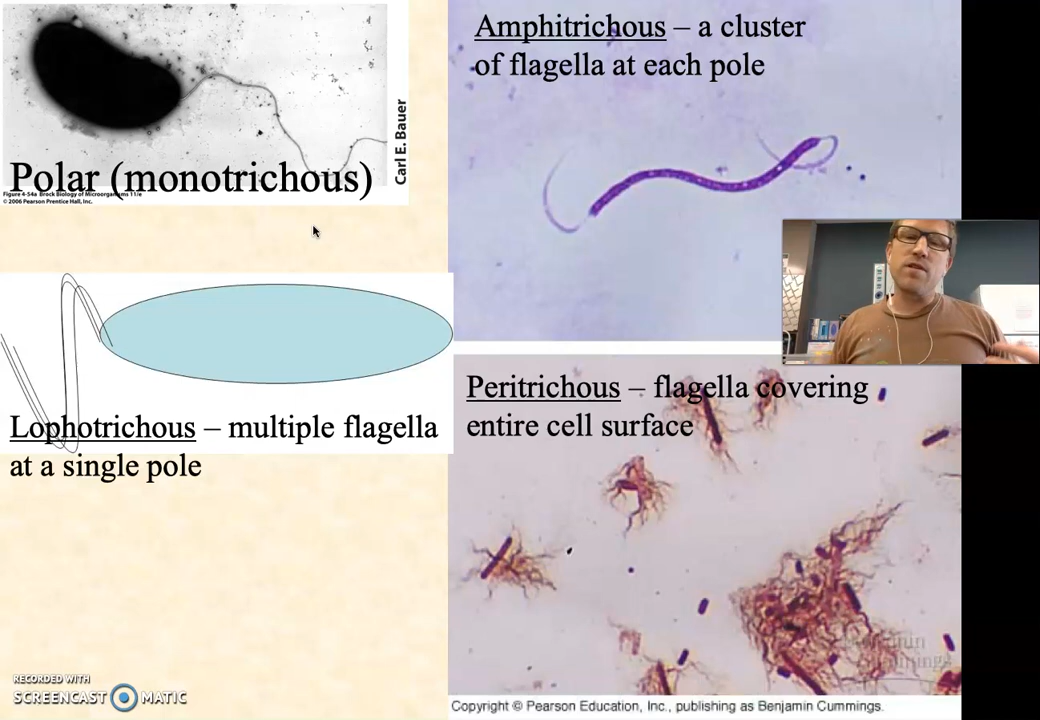 Carl E. Bauer
Polar (monotrichous)
Figure 4-54a Brock Biology of Microorganisms 11/e
© 2006 Pearson Prentice Hall, Inc.
Lophotrichous – multiple flagella
at a single pole
Amphitrichous – a cluster
of flagella at each pole
Peritrichous – flagella covering
entire cell surface
Cummings
Copyright © Pearson Education, Inc., publishing as Benjamin Cummings.
RECORDED WITH
SCREENCAST MATIC